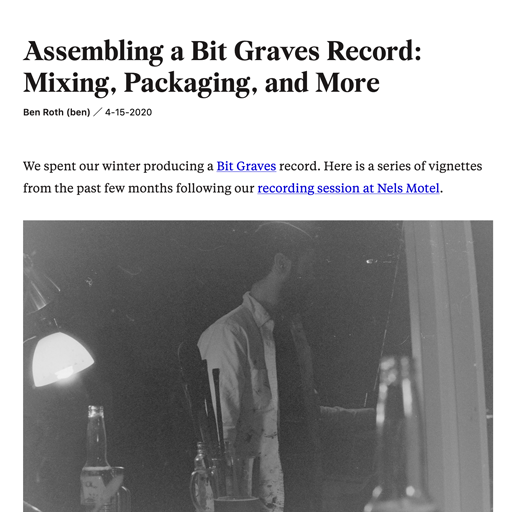 Assembling a Bit Graves Record:
Mixing, Packaging, and More
Ben Roth (ben) ／ 4-15-2020
We spent our winter producing a Bit Graves record. Here is a series of vignettes
from the past few months following our recording session at Nels Motel.